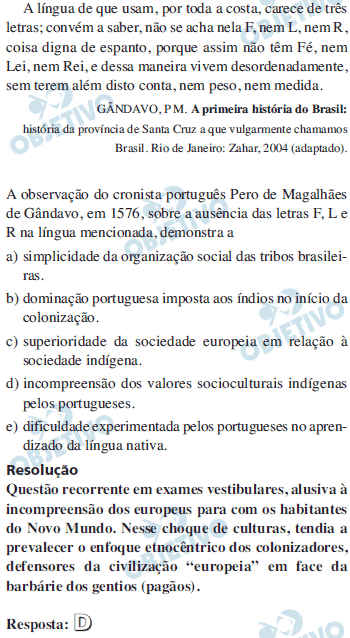 A língua de que usam, por toda a costa, carece de três
letras; convém a saber, não se acha nela F, nem L, nem R,
coisa digna de espanto, porque assim não têm Fé, nem
Lei, nem Rei, e dessa maneira vivem desordenadamente,
sem terem além disto conta, nem peso, nem medida.
GÂNDAVO, P M. A primeira história do Brasil:
história da província de Santa Cruz a que vulgarmente chamamos
Brasil. Rio de Janeiro: Zahar, 2004 (adaptado).
A observação do cronista português Pero de Magalhães
de Gândavo, em 1576, sobre a ausência das letras F, L e
R na língua mencionada, demonstra a
a) simplicidade da organização social das tribos brasilei-
ras.
b) dominação portuguesa imposta aos índios no início da
colonização.
c) superioridade da sociedade europeia em relação à
sociedade indígena.
d) incompreensão dos valores socioculturais indígenas
pelos portugueses.
e) dificuldade experimentada pelos portugueses no apren-
dizado da língua nativa.
Resolução
Questão recorrente em exames vestibulares, alusiva à
incompreensão dos europeus para com os habitantes
do Novo Mundo. Nesse choque de culturas, tendia a
prevalecer o enfoque etnocêntrico dos colonizadores,
defensores da civilização “europeia” em face da
barbárie dos gentios (pagãos).
Resposta: D
OBJETIVO
OBJETIVO
OBJETIVO
OBJETIVO
OBJETIVO